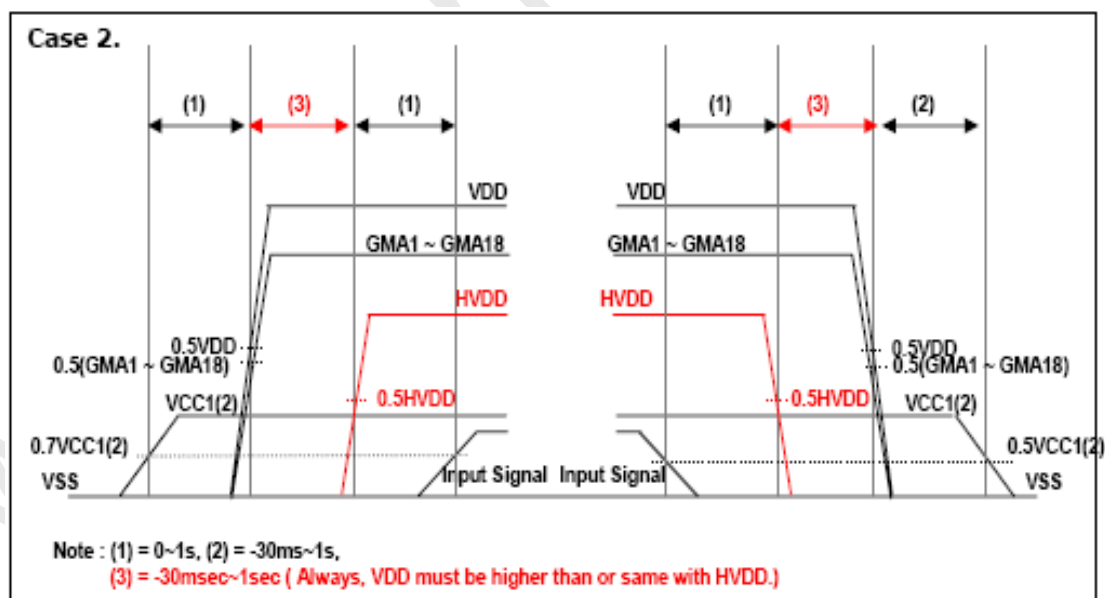 Case 2.
(1) (3) (1) (1) (3) (2)
VDD VDD
GMA1 ~ GMA18 GMA1 ~ GMA18
HVDD HVDD
0.5VDD 0.5VDD
0.5(GMA1 ~ GMA18) 0.5(GMA1 ~ GMA18)
VCC1(2) 0.5HVDD 0.5HVDD VCC1(2)
0.7VCC1(2) 0.5VCC1(2)
VSS Input Signal Input Signal VSS
Note : (1) = 0~1s, (2) = -30ms~1s,
(3) = -30msec~1sec ( Always, VDD must be higher than or same with HVDD.)